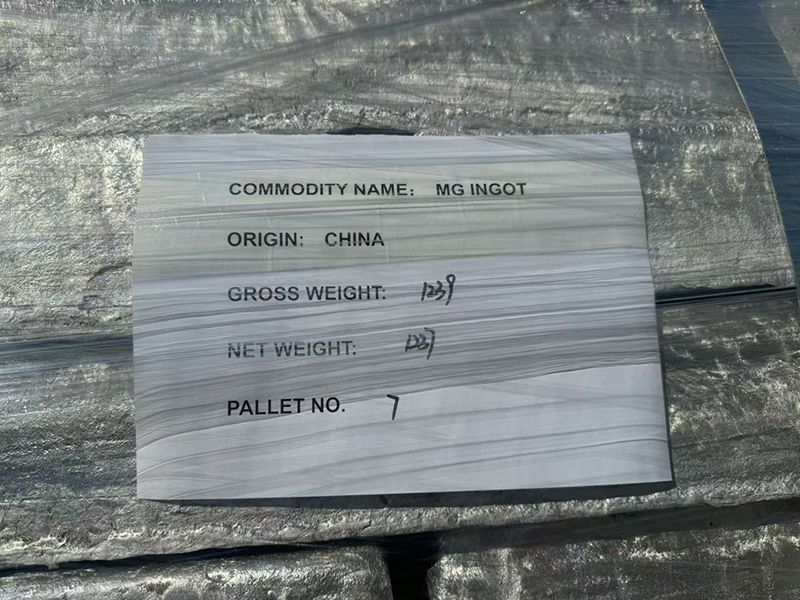 COMMODITY NAME: MG INGOT
ORIGIN: CHINA
GROSS WEIGHT: 1239
NET WEIGHT: 1237
PALLET NO. 7